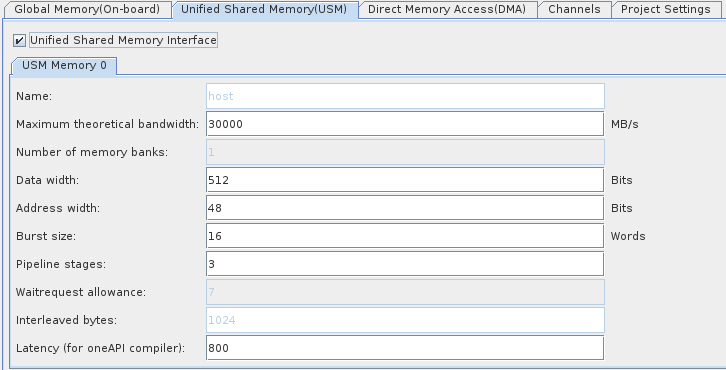 Global Memory(On-board) Unified Shared Memory(USM) Direct Memory Access(DMA) Channels Project Settings
Unified Shared Memory Interface
USM Memory 0
Name: host
Maximum theoretical bandwidth: 30000 MB/s
Number of memory banks: 1
Data width: 512 Bits
Address width: 48 Bits
Burst size: 16 Words
Pipeline stages: 3
Waitrequest allowance: 7
Interleaved bytes: 1024
Latency (for oneAPI compiler): 800